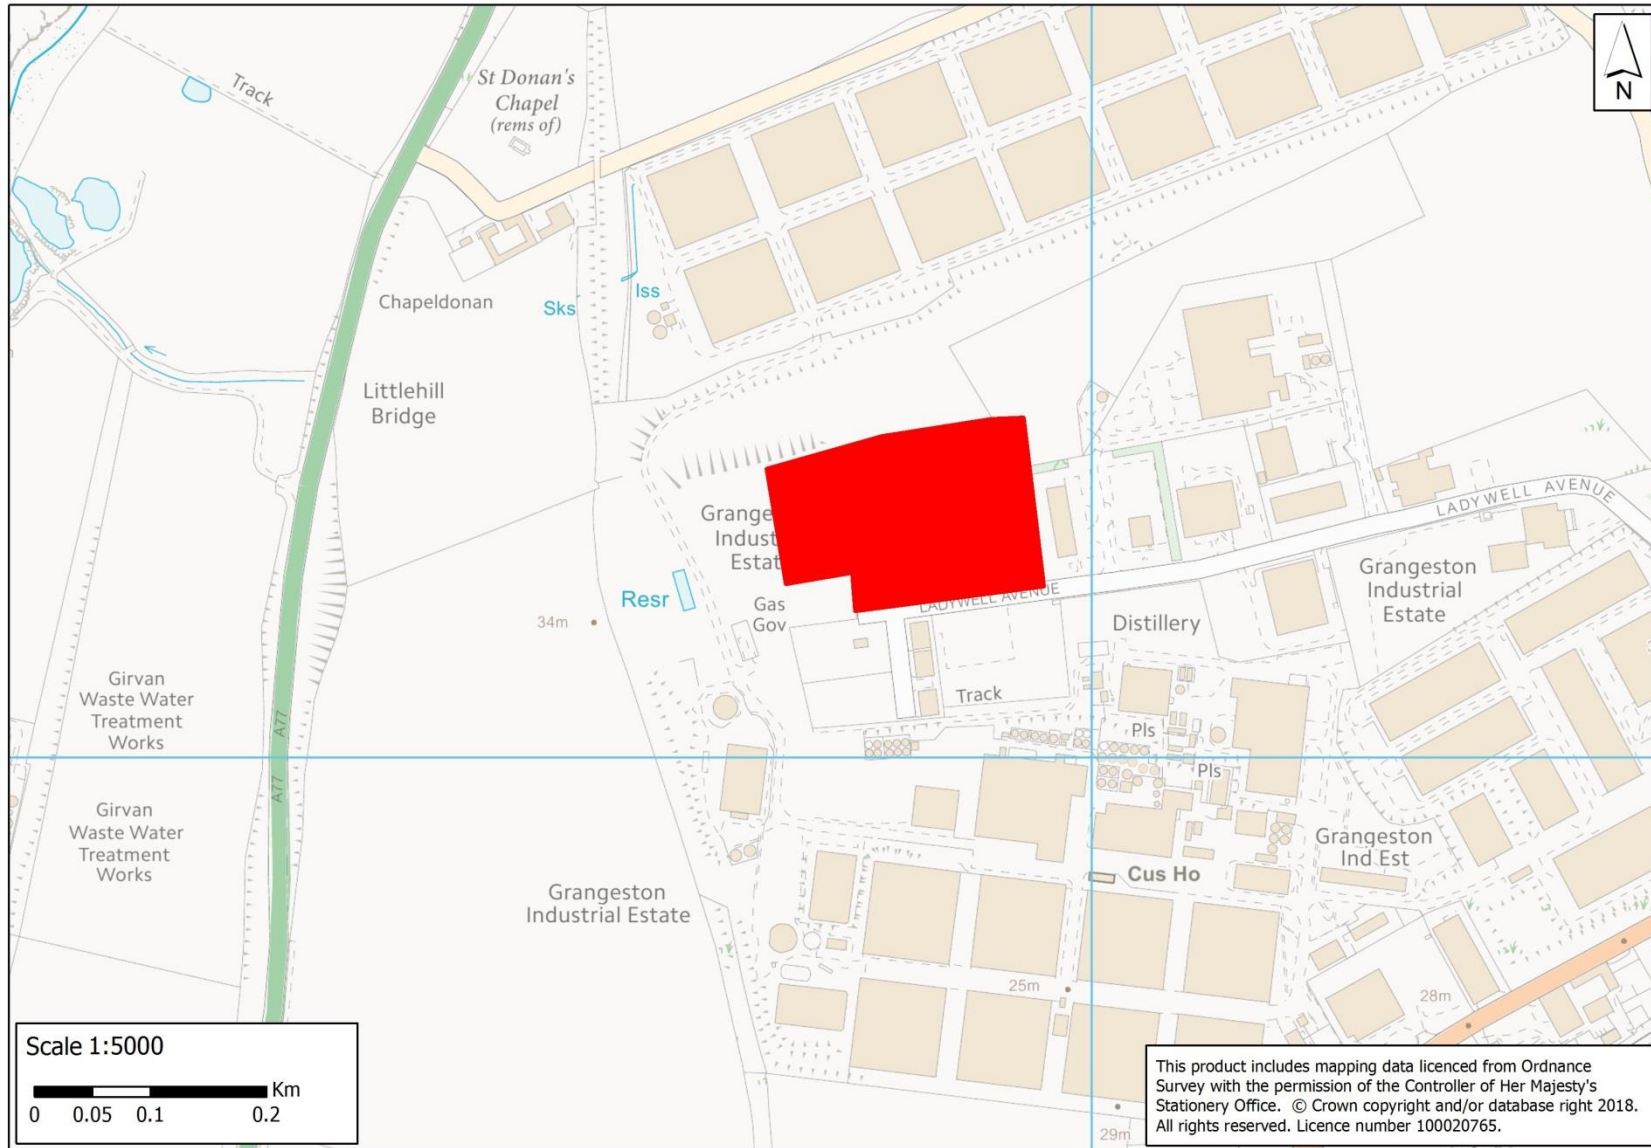 Track
St Donan's
Chapel
(rems of)
N
Chapeldonan
Sks
Iss
Littlehill
Bridge
Grange
Indust
Estat
LADYWELL AVENUE
Resr
Gas
Gov
LADYWELL AVENUE
34m
Distillery
Grangeston
Industrial
Estate
Track
Girvan
Waste Water
Treatment
Works
A77
Pls
Pls
A77
Girvan
Waste Water
Treatment
Works
Grangeston
Ind Est
Cus Ho
Grangeston
Industrial Estate
25m
28m
29m
Scale 1:5000
Km
0 0.05 0.1 0.2
This product includes mapping data licenced from Ordnance
Survey with the permission of the Controller of Her Majesty's
Stationery Office. © Crown copyright and/or database right 2018.
All rights reserved. Licence number 100020765.